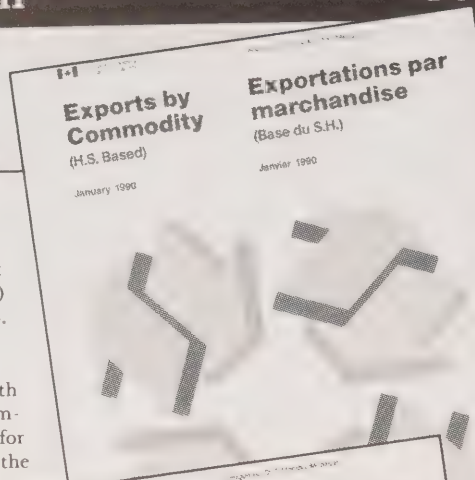 Exports by
Commodity
(H.S. Based)
January 1990
Exportations par
marchandise
(Base du S.H.)
Janvier 1990
)
.
th
m-
for
the